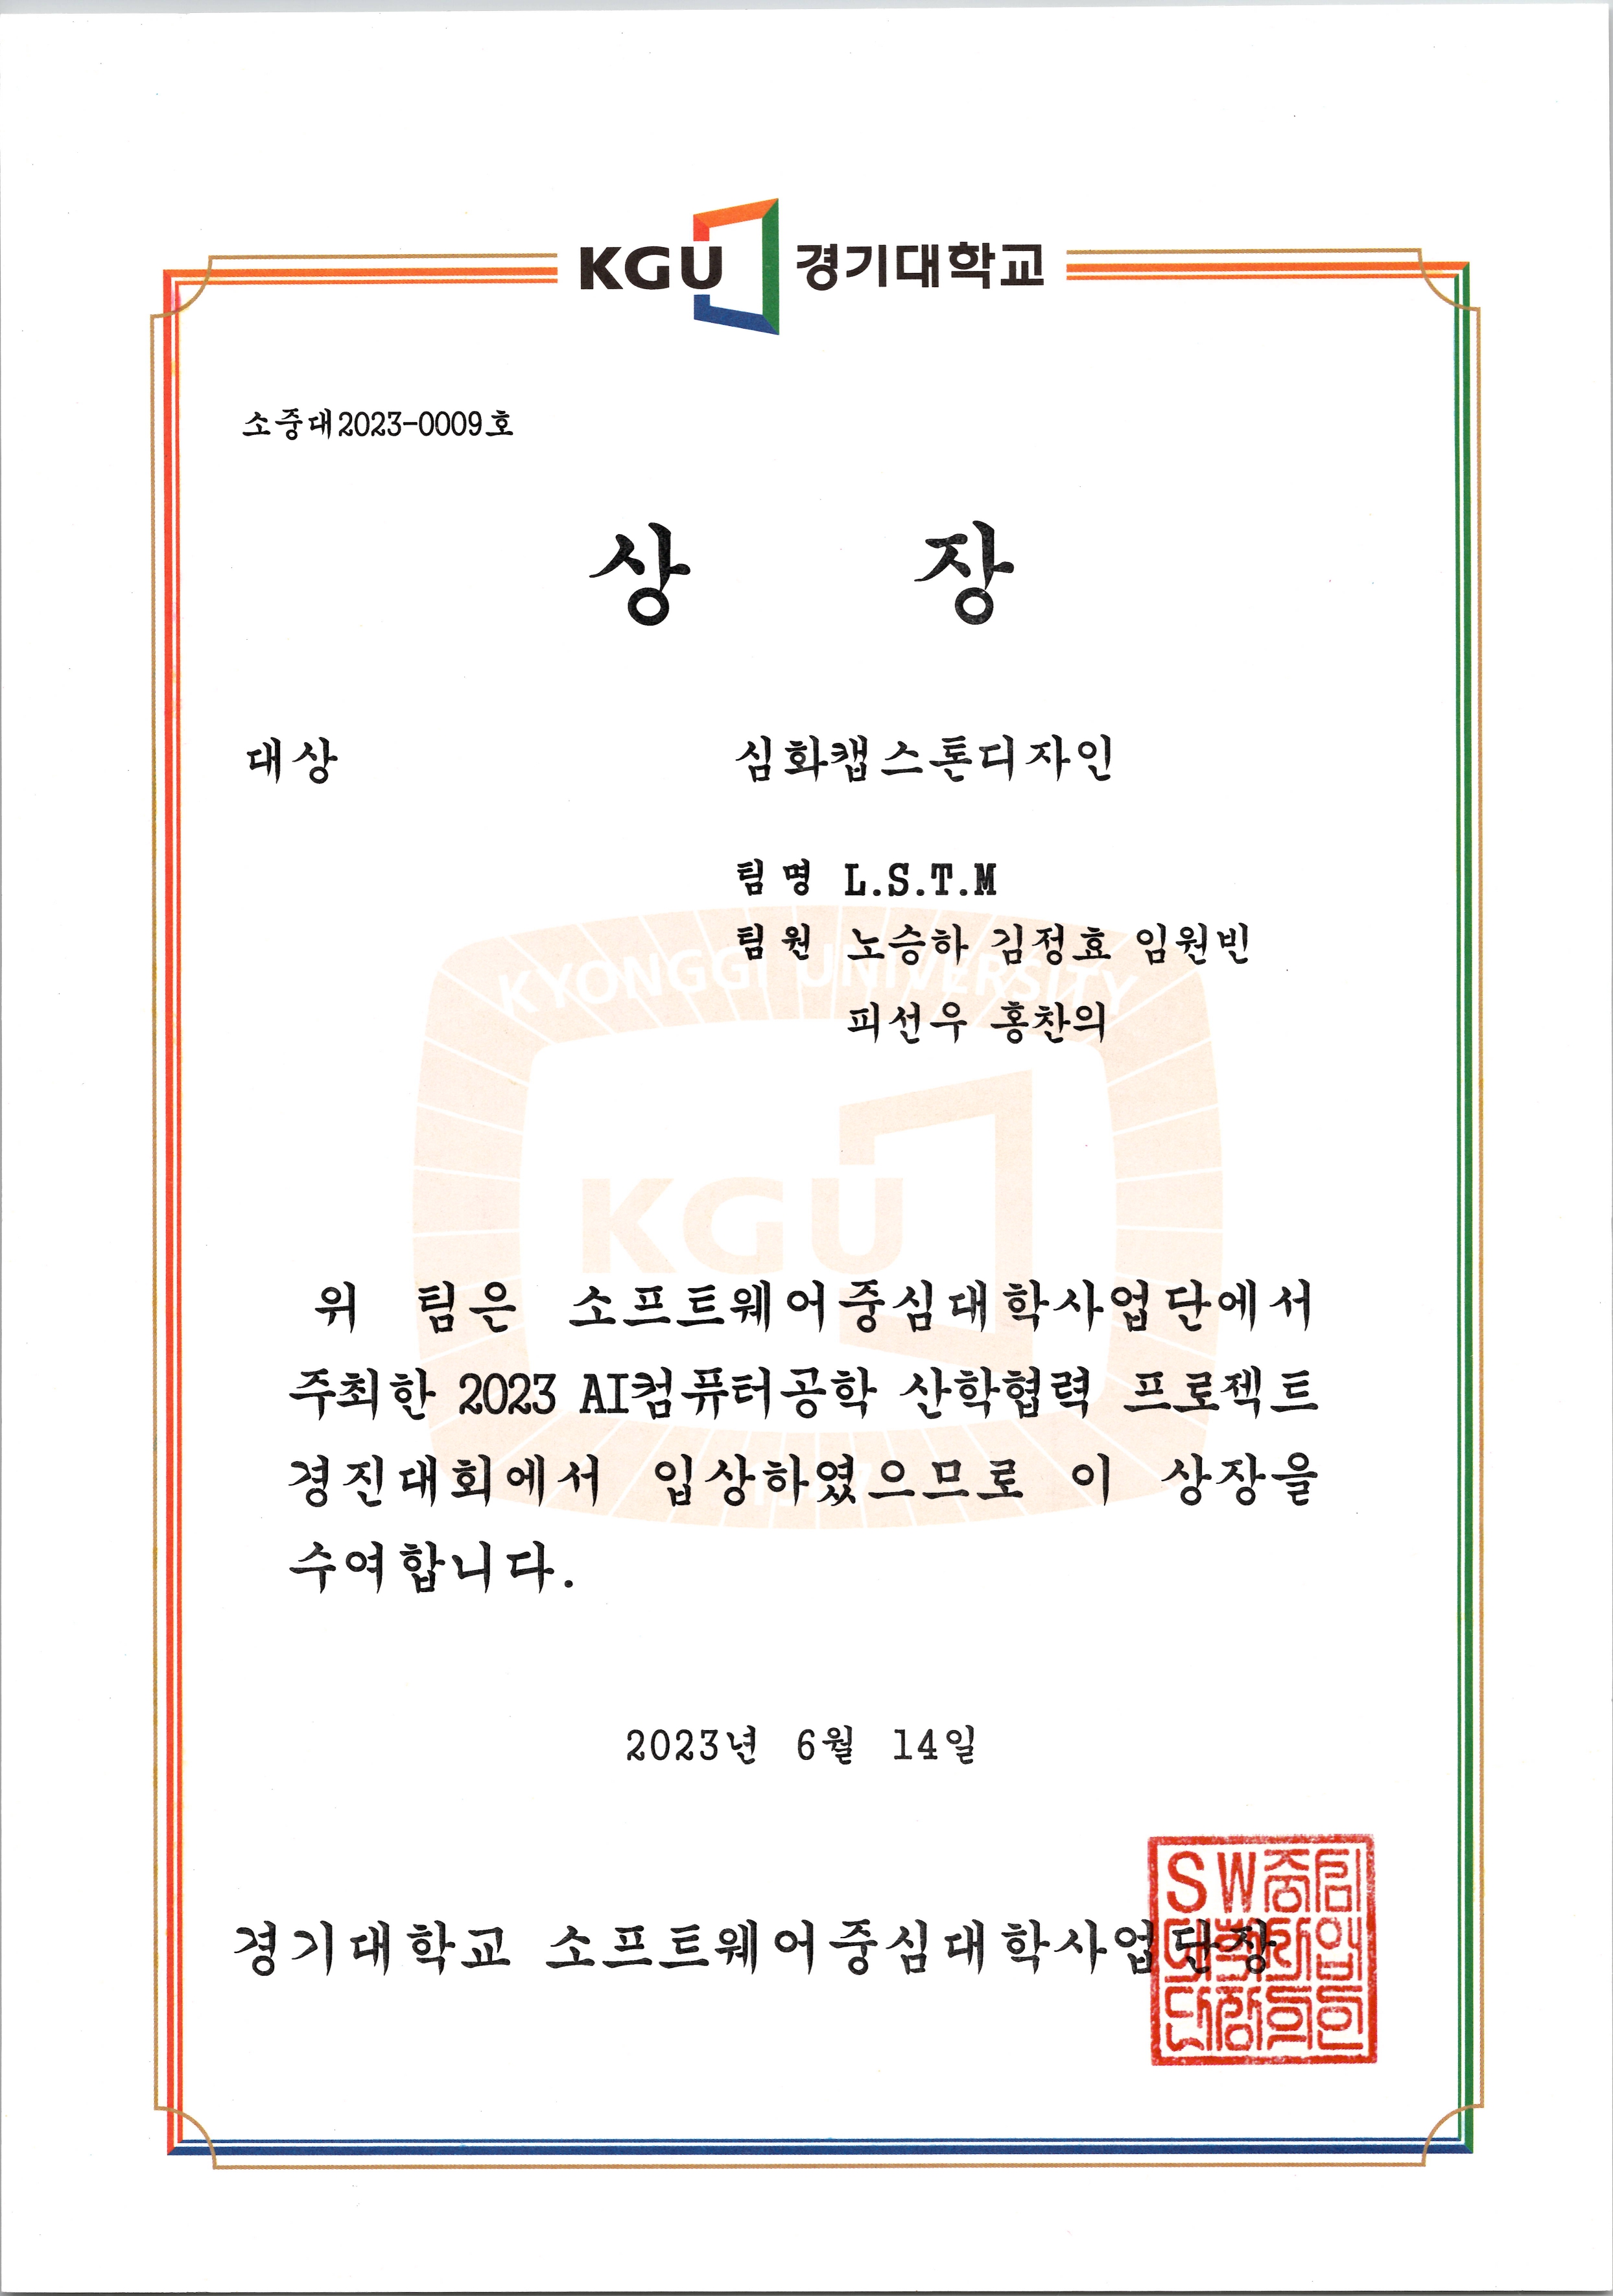 KGU 경기대학교
소중대2023-0009호
상 장
대상 심화캡스톤디자인
팀 명 L.S.T.M
팀 원 노승하 김정효 임원빈
피선우 홍찬의
KYONGGI UNIVERSITY
KGU
위 팀은 소프트웨어중심대학사업단에서
주최한 2023 AI컴퓨터공학 산학협력 프로젝트
경진대회에서 입상하였으므로 이 상장을
수여합니다.
2023년 6월 14일
경기대학교 소프트웨어중심대학사업단장
SW중심
대학사업
단장의인